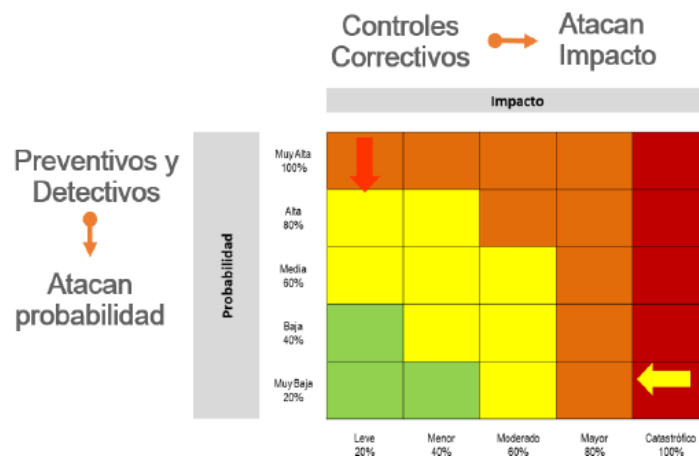 Controles
Correctivos
Atacan
Impacto
Impacto
Preventivos y
Detectivos
Atacan
probabilidad
Probabilidad
Muy Alta
100%
Alta
80%
Media
60%
Baja
40%
Muy Baja
20%
Leve
20%
Menor
40%
Moderado
60%
Mayor
80%
Catastrófico
100%